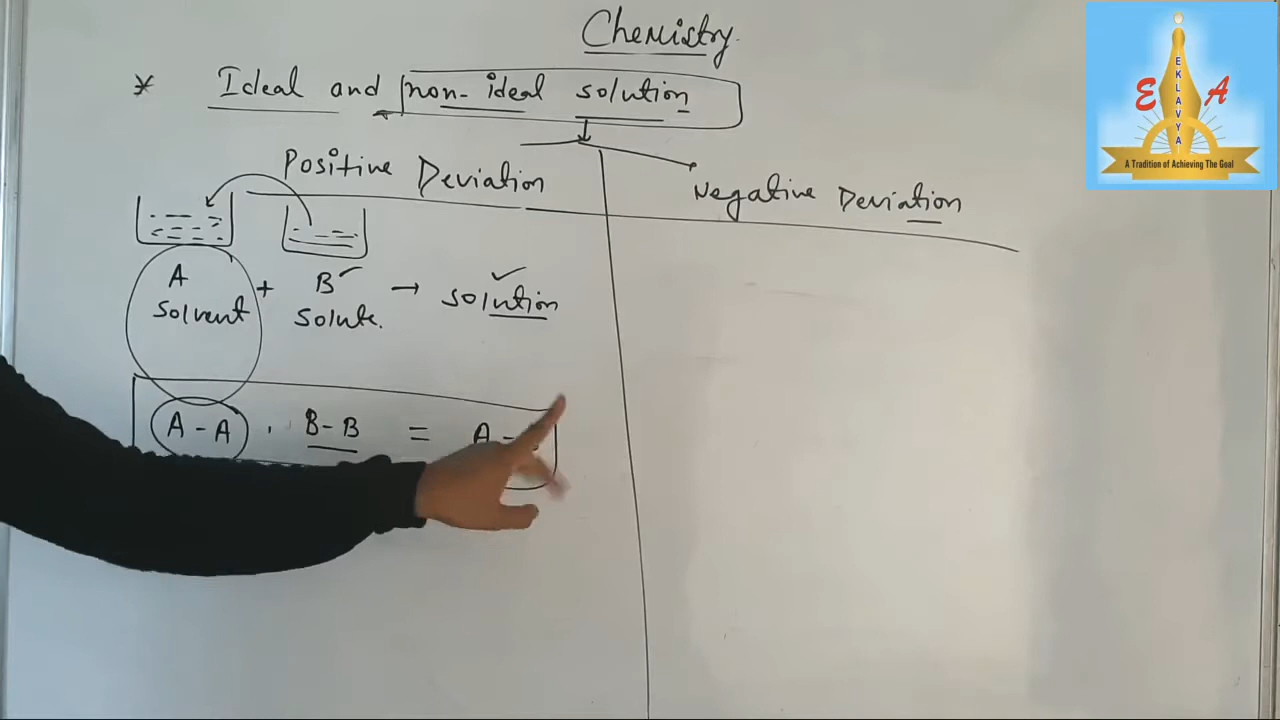 Chemistry.
* Ideal and non-ideal solution
Positive Deviation
Negative Deviation
A + B ✓ → solution ✓
solvent solute.
A - A , B - B = A -
E A
EKLAVYA
A Tradition of Achieving The Goal